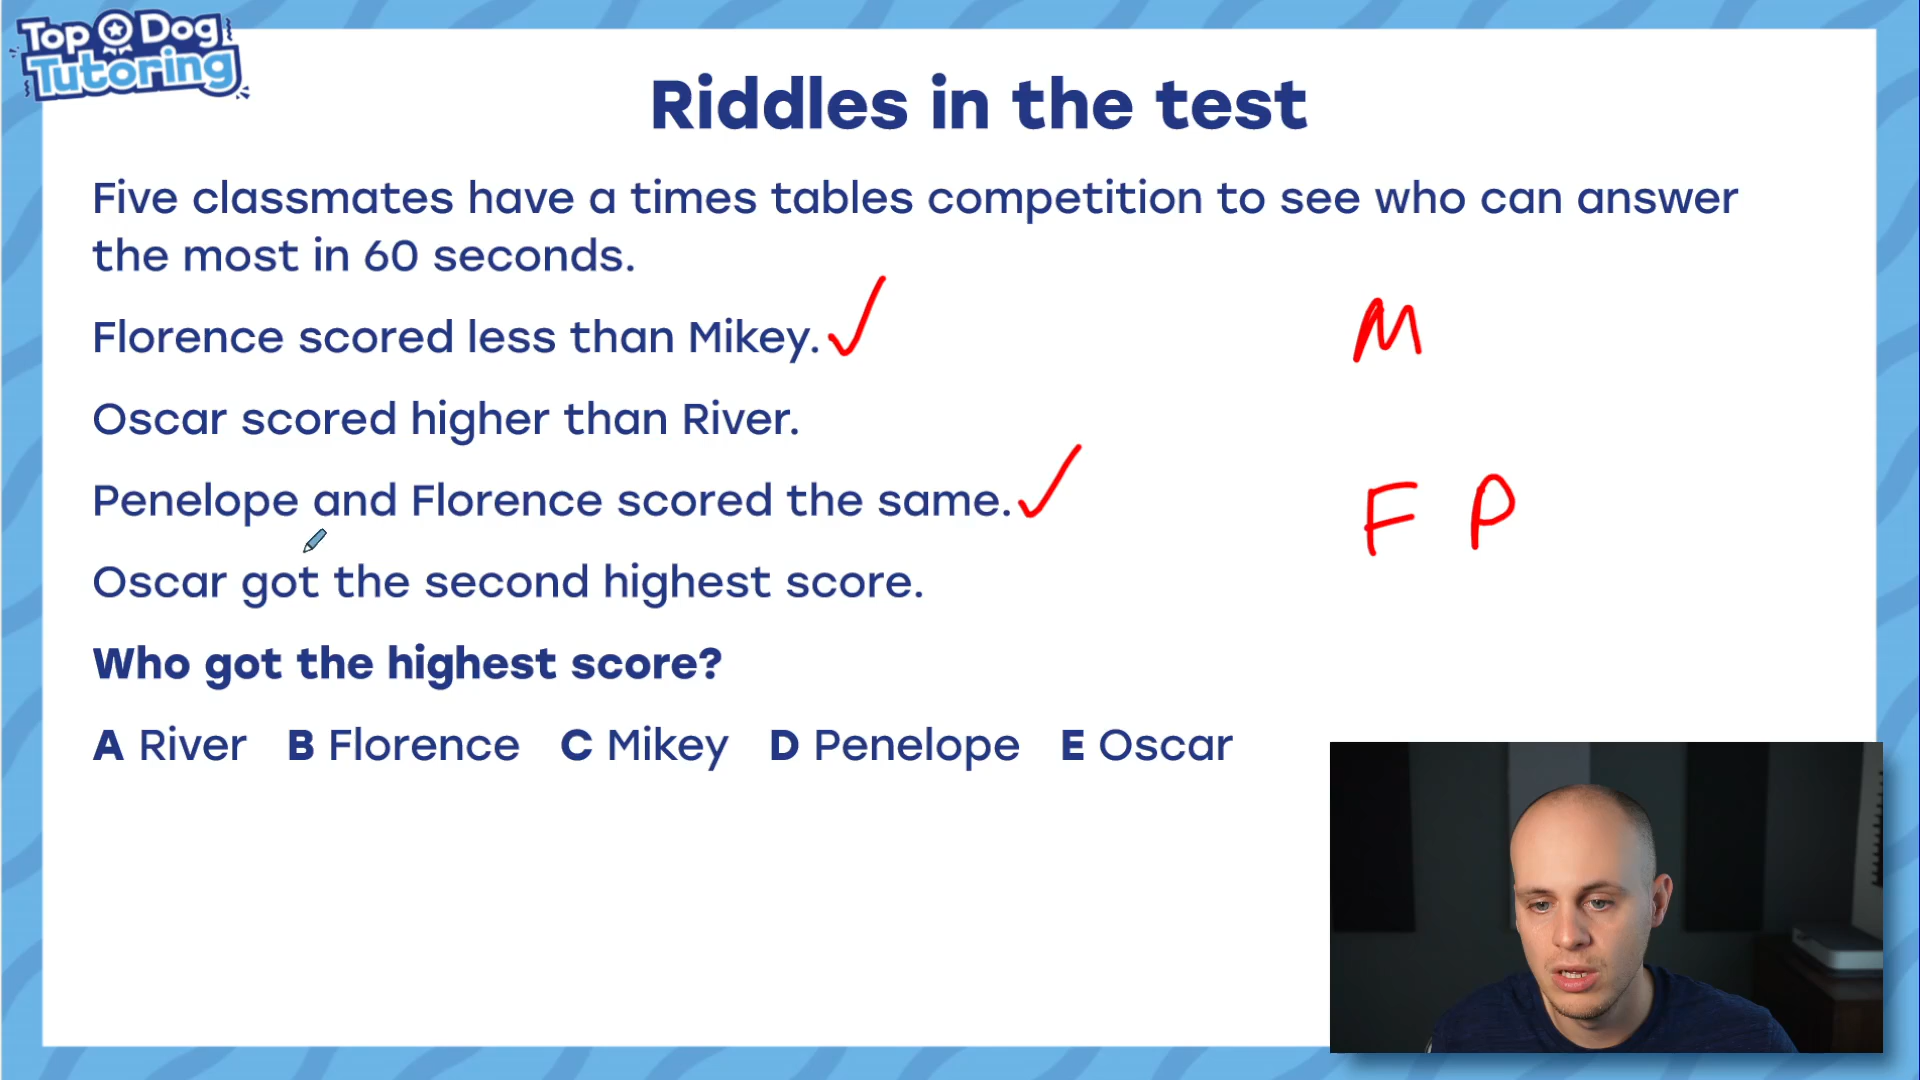 Top Dog
Tutoring
Riddles in the test
Five classmates have a times tables competition to see who can answer
the most in 60 seconds.
Florence scored less than Mikey.
M
Oscar scored higher than River.
Penelope and Florence scored the same.
F P
Oscar got the second highest score.
Who got the highest score?
A River B Florence C Mikey D Penelope E Oscar